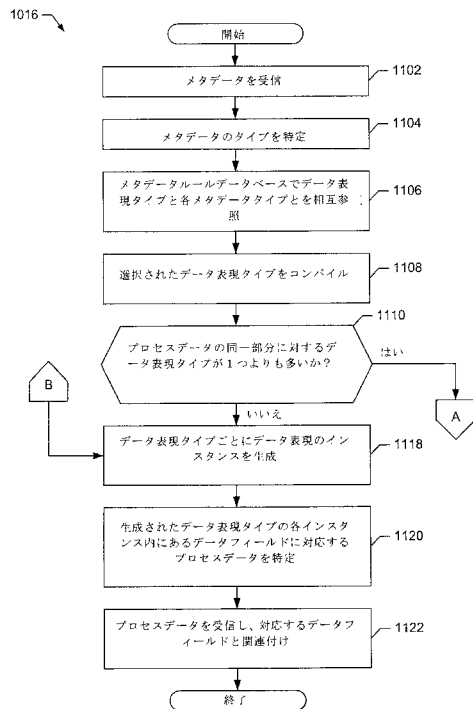 1016
開始
メタデータを受信
1102
メタデータのタイプを特定
1104
メタデータルールデータベースでデータ表
現タイプと各メタデータタイプとを相互参
照
1106
選択されたデータ表現タイプをコンパイル
1108
プロセスデータの同一部分に対するデー
タ表現タイプが1つよりも多いか?
1110
はい
A
いいえ
B
データ表現タイプごとにデータ表現のイン
スタンスを生成
1118
生成されたデータ表現タイプの各インス
タンス内にあるデータフィールドに対応する
プロセスデータを特定
1120
プロセスデータを受信し、対応するデータフ
ィールドと関連付け
1122
終了